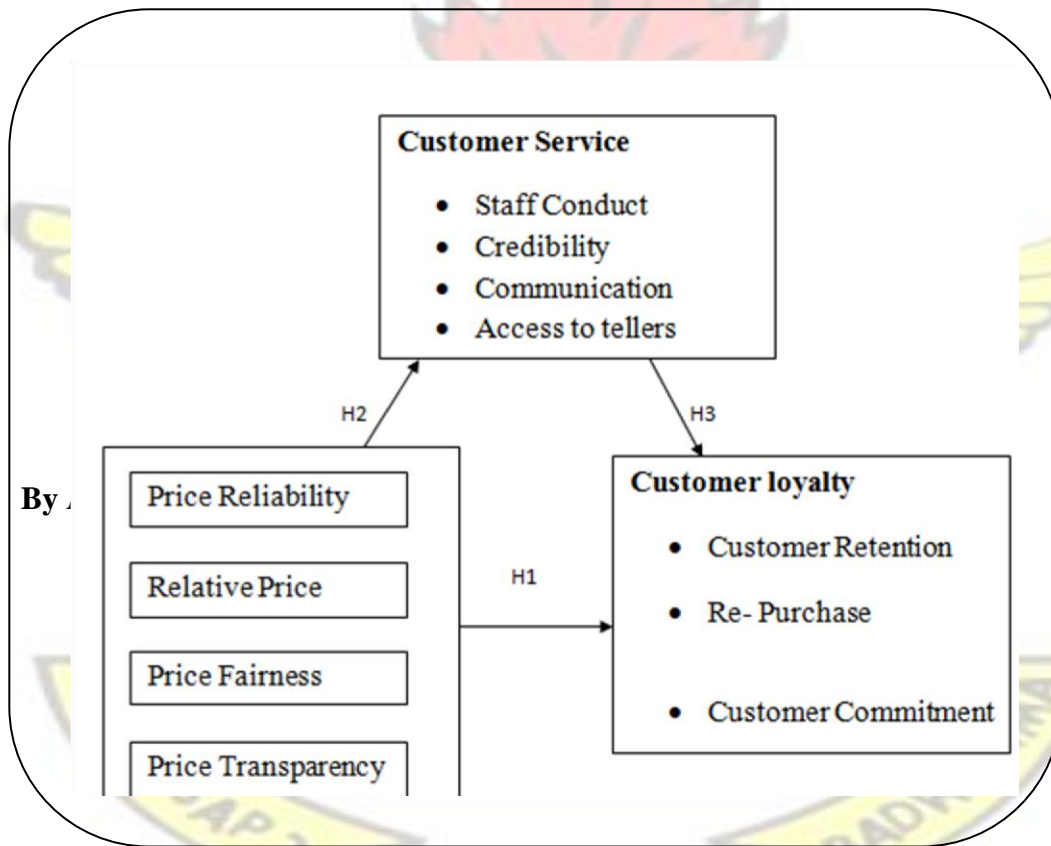 Customer Service
• Staff Conduct
• Credibility
• Communication
• Access to tellers
H2
H3
By
Price Reliability
Relative Price
Price Fairness
Price Transparency
H1
Customer loyalty
• Customer Retention
• Re- Purchase
• Customer Commitment